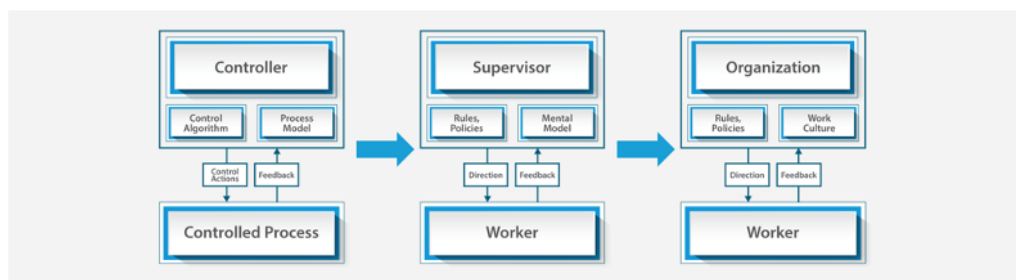 Controller
Control
Algorithm
Process
Model
Control
Actions
Feedback
Controlled Process
Supervisor
Rules,
Policies
Mental
Model
Direction
Feedback
Worker
Organization
Rules,
Policies
Work
Culture
Direction
Feedback
Worker